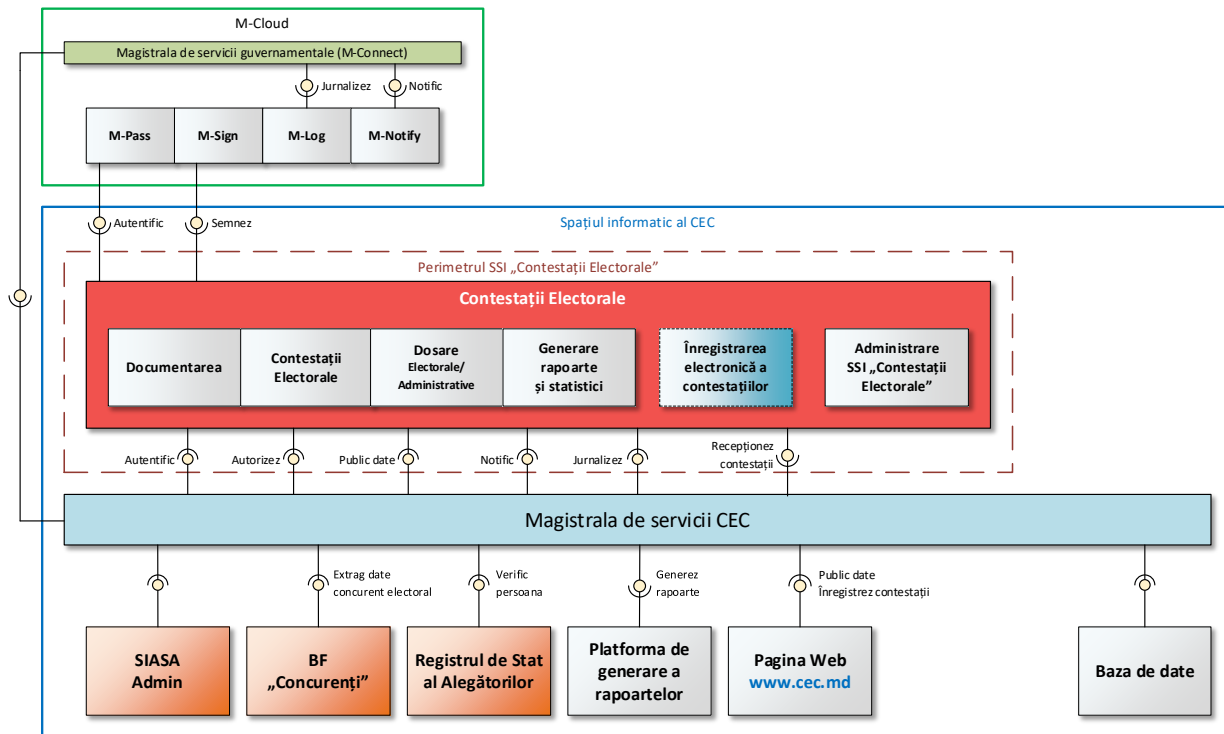 M-Cloud
Magistrala de servicii guvernamentale (M-Connect)
Jurnalizez
Notific
M-Pass
M-Sign
M-Log
M-Notify
Autentific
Semnez
Spațiul informatic al CEC
Perimetrul SSI „Contestații Electorale”
Contestații Electorale
Documentarea
Contestații
Electorale
Dosare
Electorale/
Administrative
Generare
rapoarte
și statistici
Înregistrarea
electronică a
contestațiilor
Administrare
SSI „Contestații
Electorale”
Autentific
Autorizez
Public date
Notific
Jurnalizez
Recepționez
contestații
Magistrala de servicii CEC
Extrag date
concurent electoral
Verific
persoana
Generez
rapoarte
Public date
Înregistrez contestații
SIASA
Admin
BF
„Concurenți”
Registrul de Stat
al Alegătorilor
Platforma de
generare a
rapoartelor
Pagina Web
www.cec.md
Baza de date